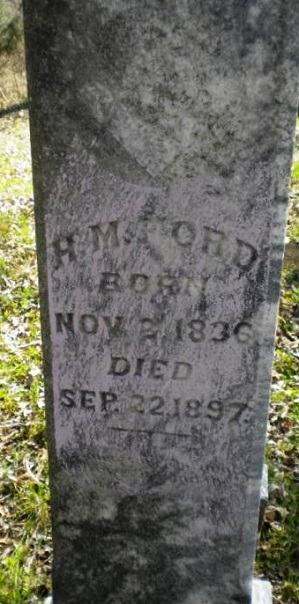 H. M. FORD
BORN
NOV. 2, 1836
DIED
SEP. 22, 1897